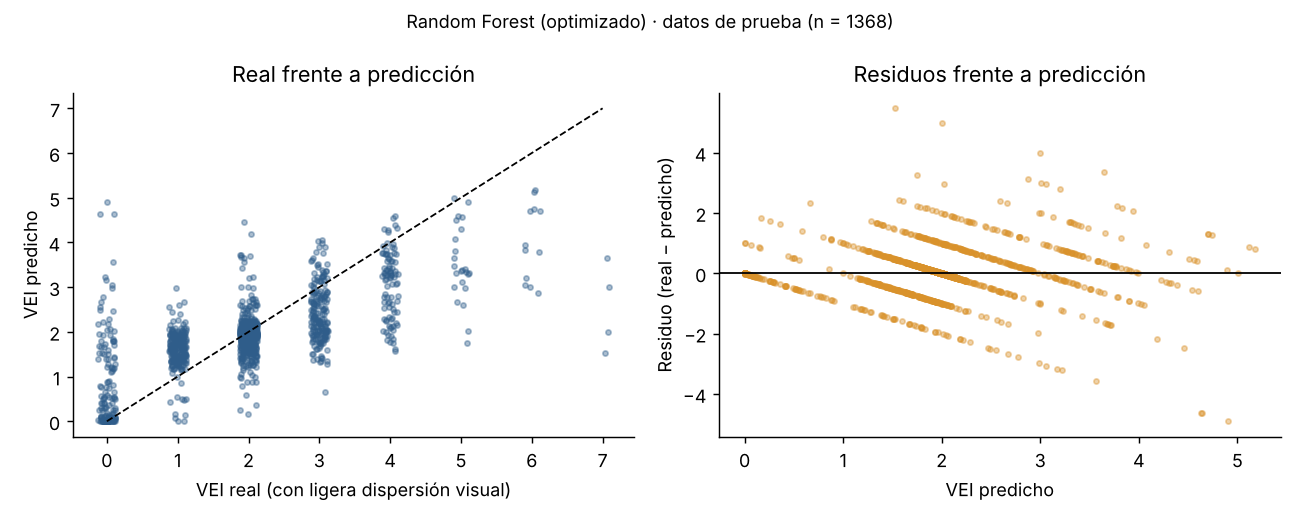 Random Forest (optimizado) · datos de prueba (n = 1368)
Real frente a predicción
7
6
5
4
3
2
1
0
VEI predicho
0 1 2 3 4 5 6 7
VEI real (con ligera dispersión visual)
Residuos frente a predicción
4
2
0
−2
−4
Residuo (real − predicho)
0 1 2 3 4 5
VEI predicho